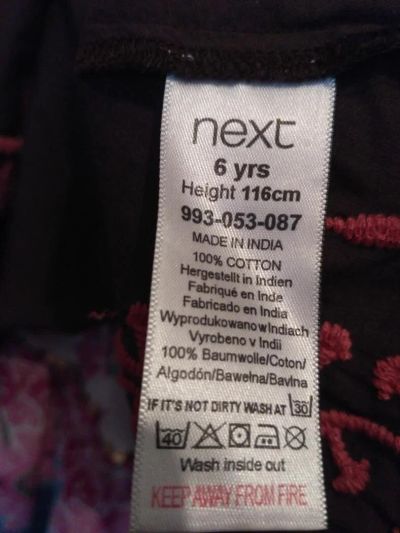 next
6 yrs
Height 116cm
993-053-087
MADE IN INDIA
100% COTTON
Hergestellt in Indien
Fabriqué en Inde
Fabricado en India
WyprodukowanowIndiach
Vyrobeno v Indii
100% Baumwolle/Coton/
Algodón/Bawełna/Bavlna
IF IT'S NOT DIRTY WASH AT 30
40
Wash inside out
KEEP AWAY FROM FIRE